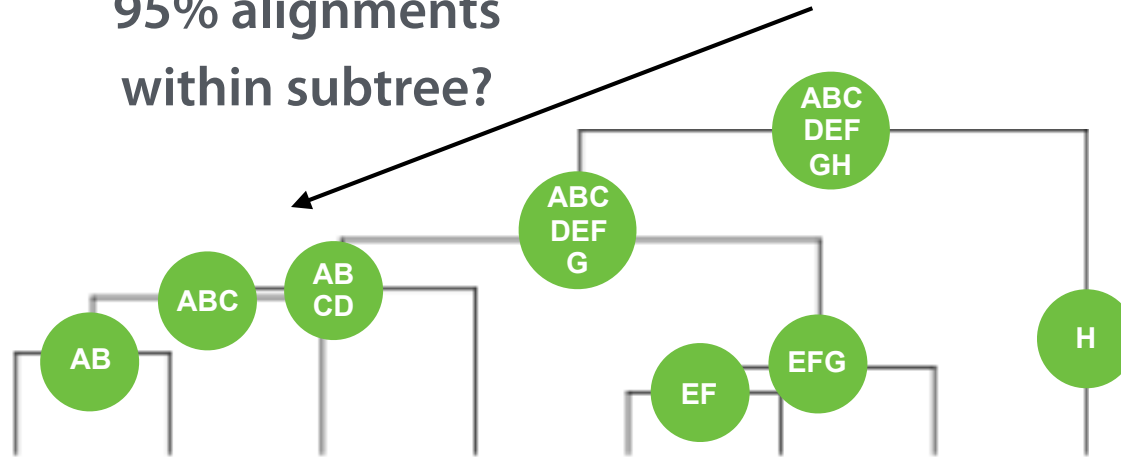 95% alignments
within subtree?
ABC
DEF
GH
ABC
DEF
G
AB
CD
ABC
AB
EFG
EF
H